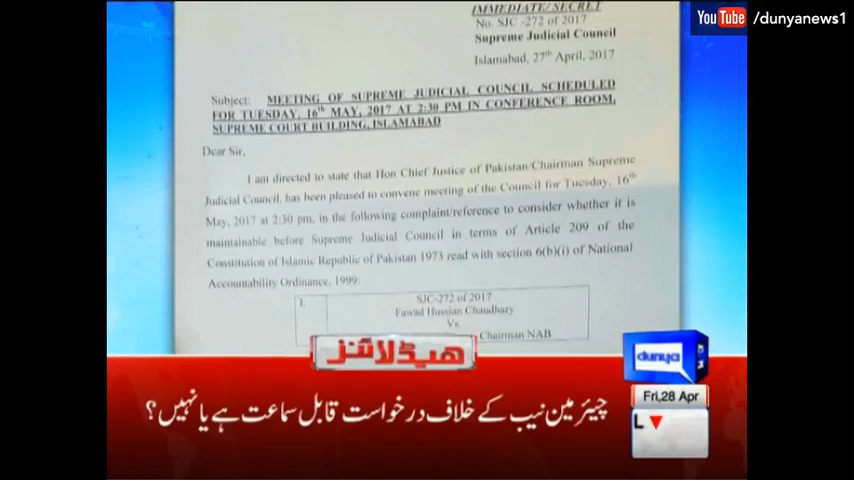 YouTube /dunyanews1
IMMEDIATE/SECRET
No. SJC -272 of 2017
Supreme Judicial Council
Islamabad, 27th April, 2017
Subject: MEETING OF SUPREME JUDICIAL COUNCIL SCHEDULED
FOR TUESDAY, 16th MAY, 2017 AT 2:30 PM IN CONFERENCE ROOM,
SUPREME COURT BUILDING, ISLAMABAD
Dear Sir,
I am directed to state that Hon Chief Justice of Pakistan/Chairman Supreme
Judicial Council, has been pleased to convene meeting of the Council for Tuesday, 16th
May, 2017 at 2:30 pm, in the following complaint/reference to consider whether it is
maintainable before Supreme Judicial Council in terms of Article 209 of the
Constitution of Islamic Republic of Pakistan 1973 read with section 6(b)(i) of National
Accountability Ordinance, 1999:
1. SJC-272 of 2017
Fawad Hussian Chaudhary
Vs
Chairman NAB
ہیڈلائنز
dunya
Fri,28 Apr
چیئرمین نیب کے خلاف درخواست قابل سماعت ہے یا نہیں؟
L